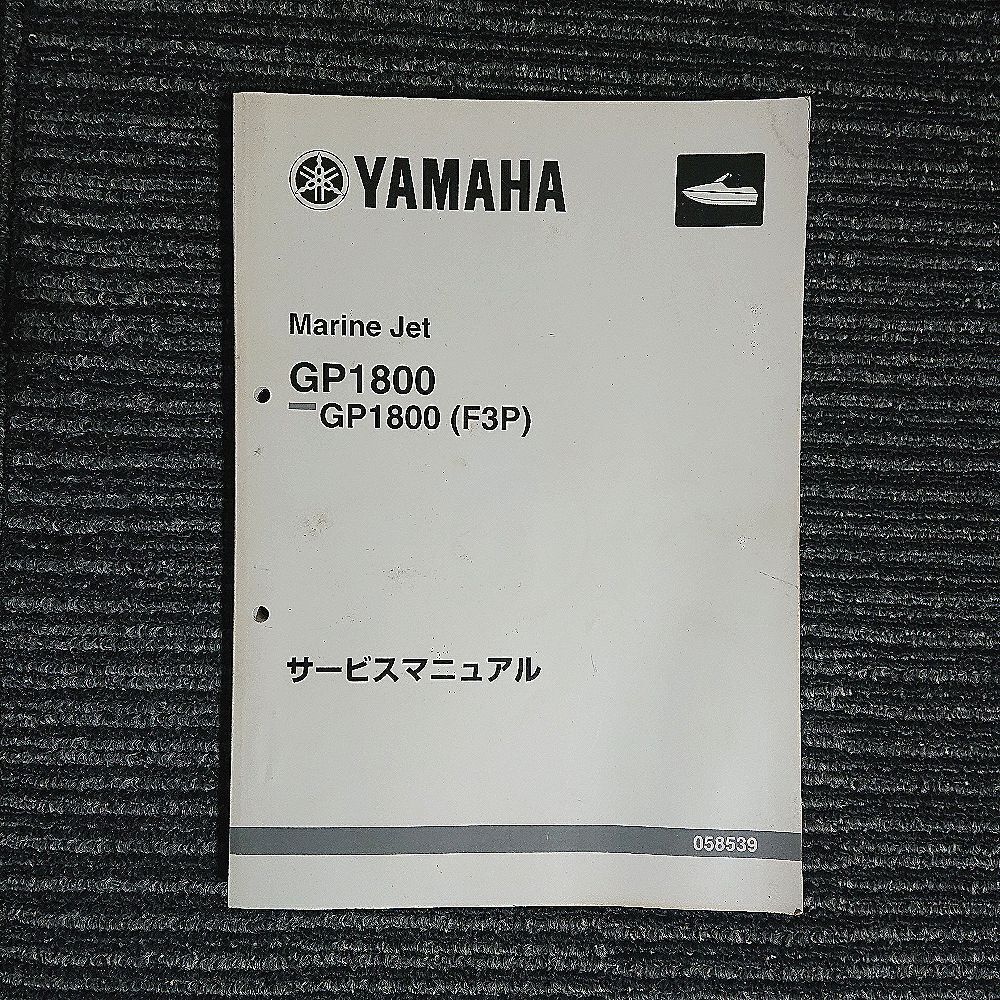 YAMAHA
Marine Jet
GP1800
GP1800 (F3P)
サービスマニュアル
058539